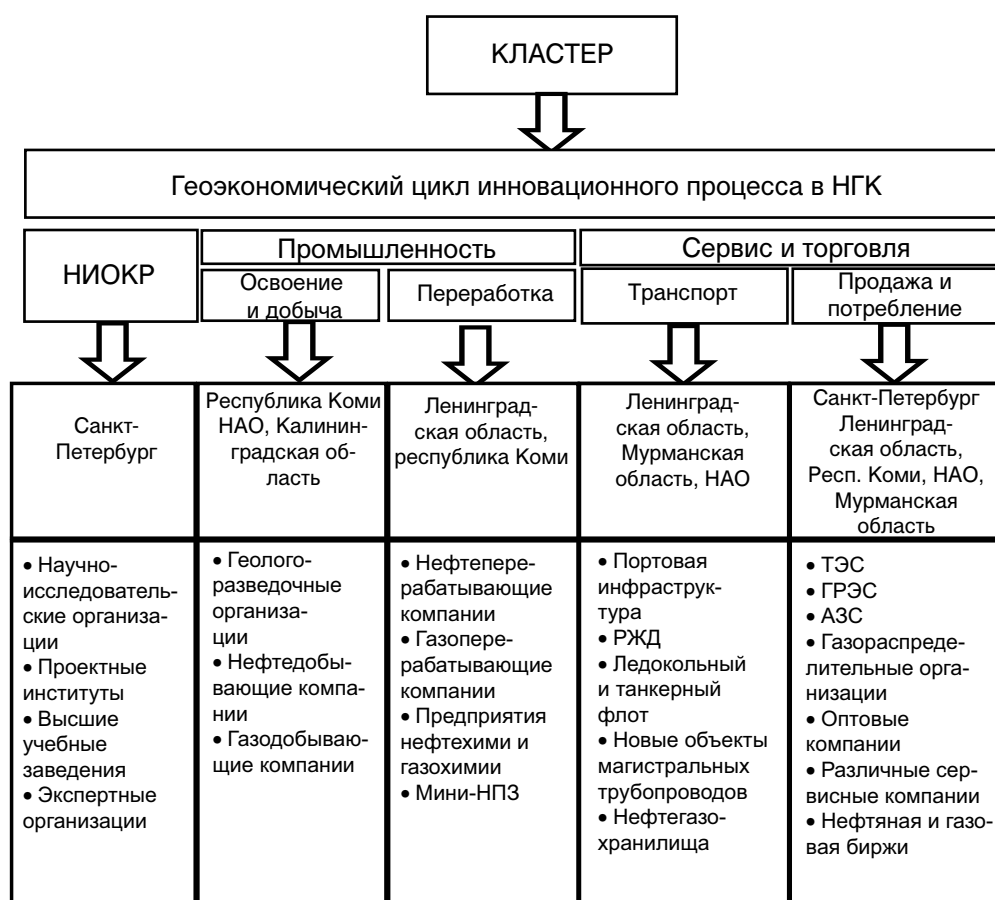 КЛАСТЕР
Геоэкономический цикл инновационного процесса в НГК
НИОКР
Промышленность
Сервис и торговля
Освоение
и добыча
Переработка
Транспорт
Продажа и
потребление
Санкт-
Петербург
Республика Коми
НАО, Калинин-
градская об-
ласть
Ленинград-
ская область,
республика Коми
Ленинград-
ская область,
Мурманская
область, НАО
Санкт-Петербург
Ленинград-
ская область,
Респ. Коми, НАО,
Мурманская
область
• Научно-
исследователь-
ские организа-
ции
• Проектные
институты
• Высшие
учебные
заведения
• Экспертные
организации
• Геолого-
разведочные
организа-
ции
• Нефтедобы-
вающие компа-
нии
• Газодобываю-
щие компании
• Нефтепере-
рабатывающие
компании
• Газопере-
рабатывающие
компании
• Предприятия
нефтехими и
газохимии
• Мини-НПЗ
• Портовая
инфраструк-
тура
• РЖД
• Ледокольный
и танкерный
флот
• Новые объекты
магистральных
трубопроводов
• Нефтегазо-
хранилища
• ТЭС
• ГРЭС
• АЗС
• Газораспреде-
лительные орга-
низации
• Оптовые
компании
• Различные сер-
висные компании
• Нефтяная и газо-
вая биржи